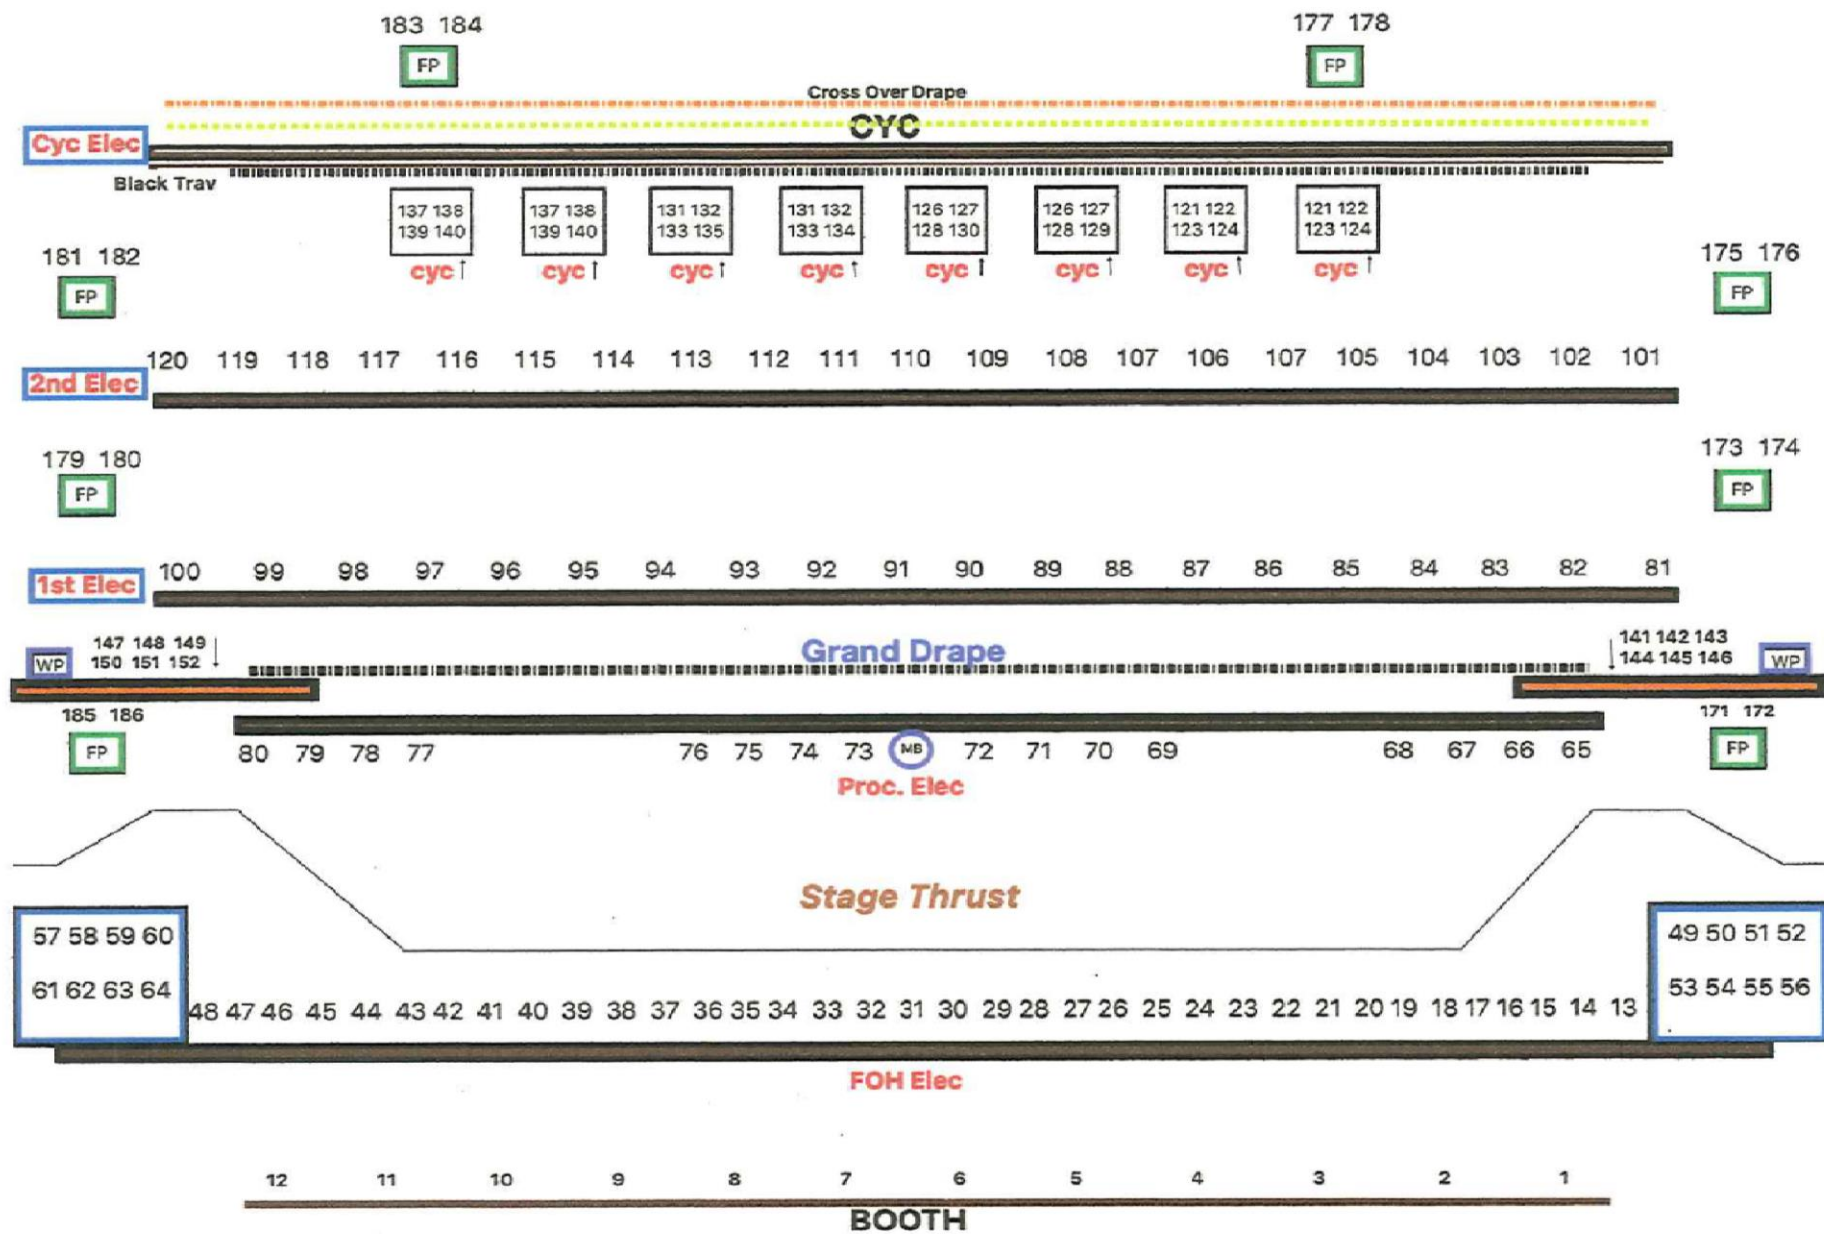 183 184
177 178
FP
FP
Cross Over Drape
CYC
Cyc Elec
Black Trav
137 138
139 140
137 138
139 140
131 132
133 135
131 132
133 134
126 127
128 130
126 127
128 129
121 122
123 124
121 122
123 124
cyc↑ cyc↑ cyc↑ cyc↑ cyc↑ cyc↑ cyc↑ cyc↑
181 182
FP
175 176
FP
120 119 118 117 116 115 114 113 112 111 110 109 108 107 106 107 105 104 103 102 101
2nd Elec
179 180
FP
173 174
FP
100 99 98 97 96 95 94 93 92 91 90 89 88 87 86 85 84 83 82 81
1st Elec
WP
147 148 149
150 151 152 ↓
Grand Drape
↓ 141 142 143
144 145 146
WP
185 186
FP
171 172
FP
80 79 78 77 76 75 74 73 MB 72 71 70 69 68 67 66 65
Proc. Elec
Stage Thrust
57 58 59 60
61 62 63 64
49 50 51 52
53 54 55 56
48 47 46 45 44 43 42 41 40 39 38 37 36 35 34 33 32 31 30 29 28 27 26 25 24 23 22 21 20 19 18 17 16 15 14 13
FOH Elec
12 11 10 9 8 7 6 5 4 3 2 1
BOOTH